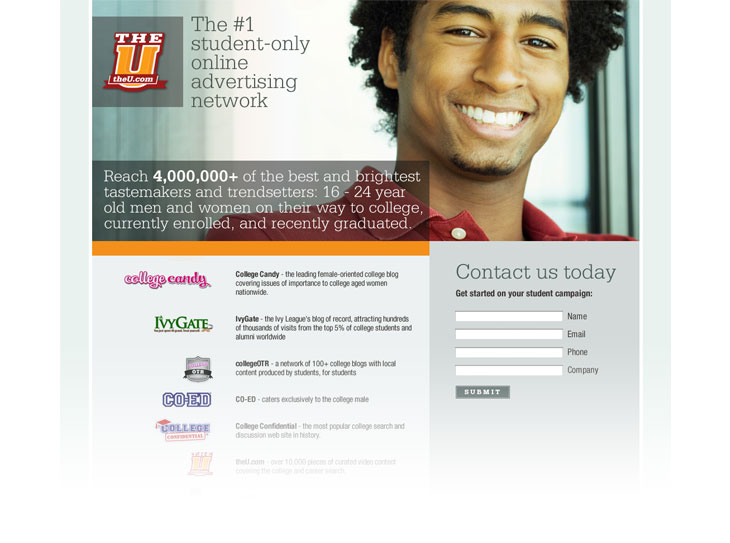 THE
U
theU.com
The #1
student-only
online
advertising
network
Reach 4,000,000+ of the best and brightest
tastemakers and trendsetters: 16 - 24 year
old men and women on their way to college,
currently enrolled, and recently graduated.
college candy
College Candy - the leading female-oriented college blog
covering issues of importance to college aged women
nationwide.
IVYGATE
IvyGate - the Ivy League's blog of record, attracting hundreds
of thousands of visits from the top 5% of college students and
alumni worldwide
OTR
collegeOTR - a network of 100+ college blogs with local
content produced by students, for students
CO-ED
CO-ED - caters exclusively to the college male
COLLEGE
CONFIDENTIAL
College Confidential - the most popular college search and
discussion web site in history.
theU.com - over 10,000 pieces of curated video contact
covering the college and career search.
Contact us today
Get started on your student campaign:
Name
Email
Phone
Company
SUBMIT